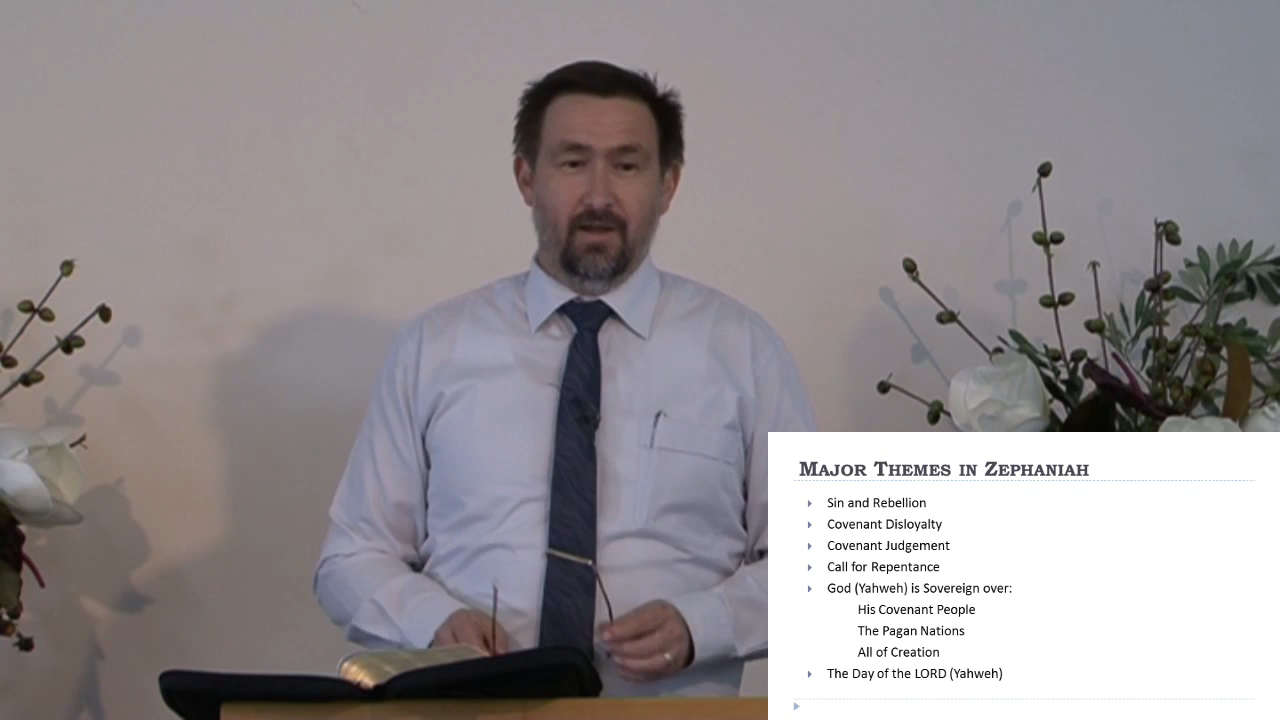 Major Themes in Zephaniah
Sin and Rebellion
Covenant Disloyalty
Covenant Judgement
Call for Repentance
God (Yahweh) is Sovereign over:
His Covenant People
The Pagan Nations
All of Creation
The Day of the LORD (Yahweh)